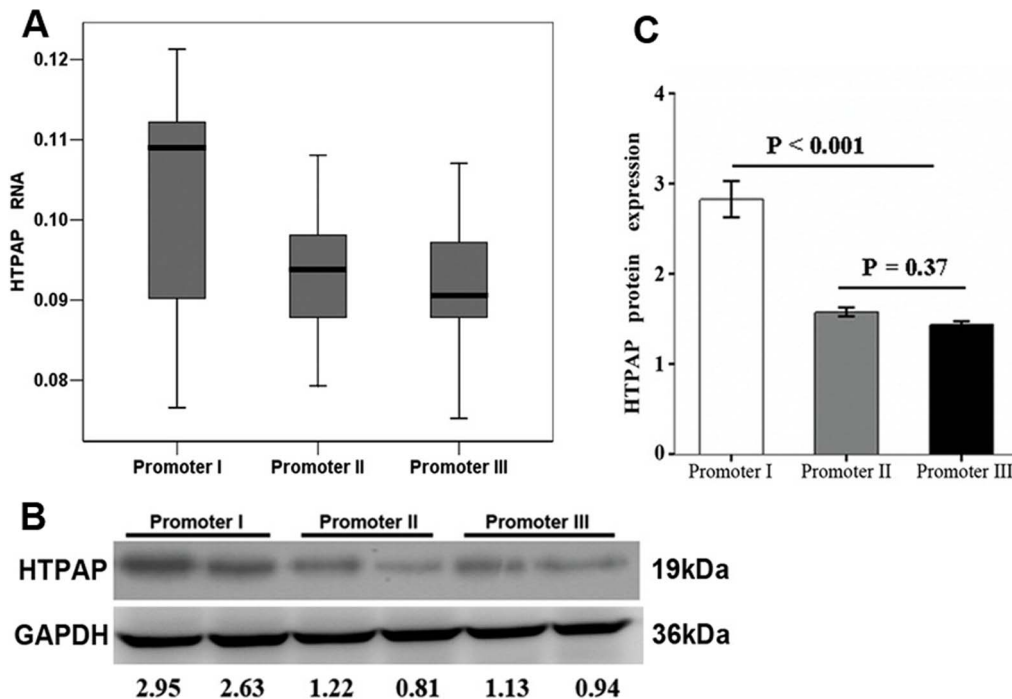 A
0.12
0.11
0.10
0.09
0.08
HTPAP RNA
Promoter I Promoter II Promoter III
C
4
3
2
1
0
HTPAP protein expression
P < 0.001
P = 0.37
Promoter I Promoter II Promoter III
B
Promoter I Promoter II Promoter III
HTPAP 19kDa
GAPDH 36kDa
2.95 2.63 1.22 0.81 1.13 0.94